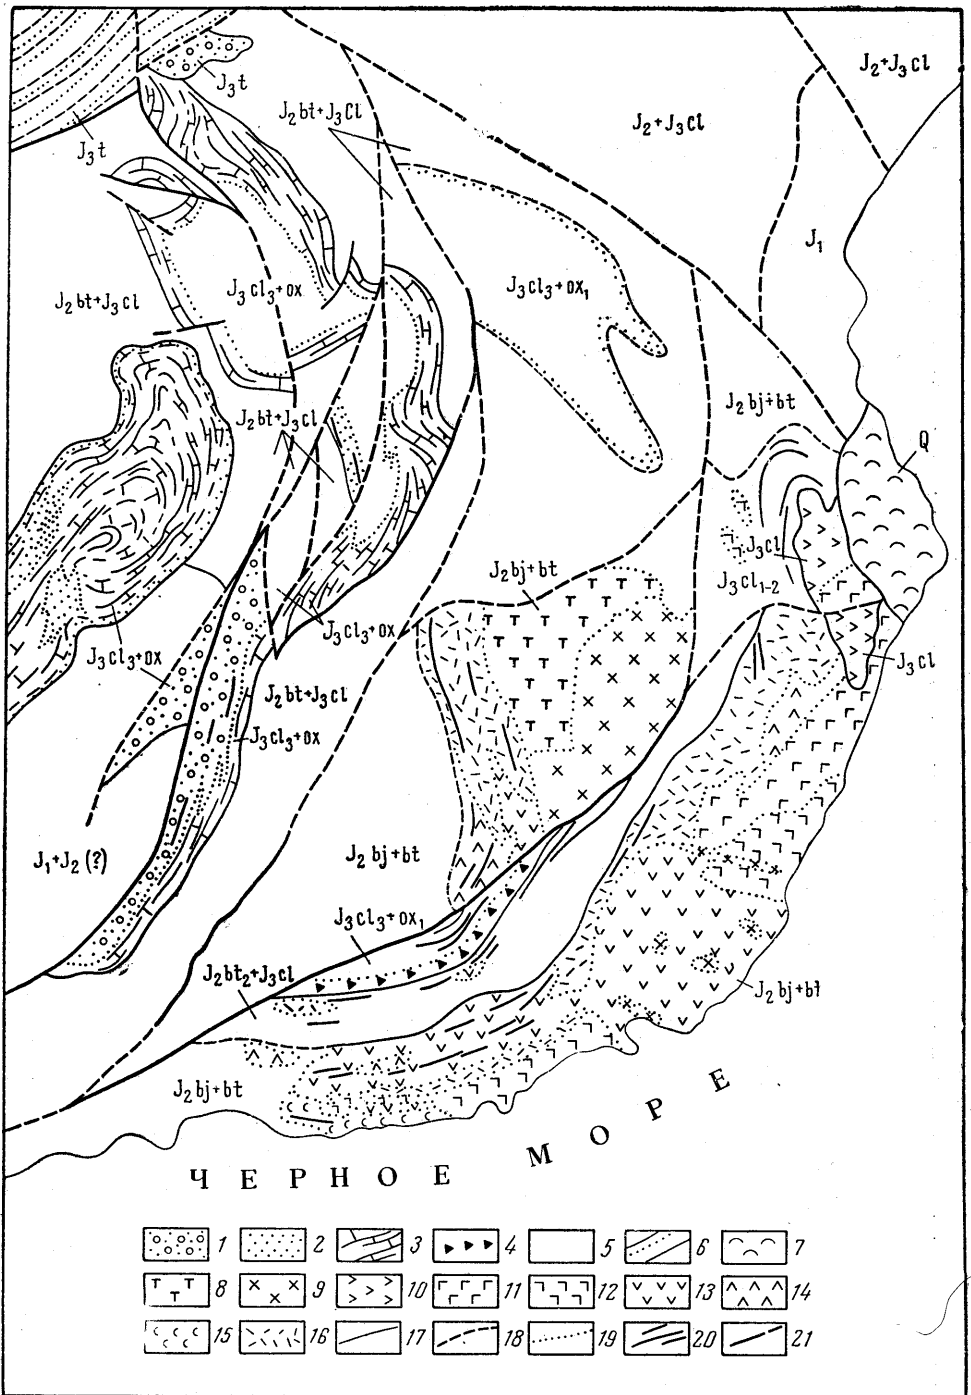 J₂+J₃cl
J₃t
J₂bt+J₃cl
J₂+J₃cl
J₃t
J₁
J₂bt+J₃cl
J₃cl₃+ox
J₃cl₃+ox₁
J₂bj+bt
J₂bt+J₃cl
Q
J₃cl
J₂bj+bt
J₃cl₁₋₂
J₃cl₃+ox
J₃cl₃+ox
J₃cl
J₂bt+J₃cl
J₃cl₃+ox
J₁+J₂(?)
J₂bj+bt
J₃cl₃+ox₁
J₂bt₂+J₃cl
J₂bj+bt
J₂bj+bt
ЧЕРНОЕ МОРЕ
1 2 3 4 5 6 7
8 9 10 11 12 13 14
15 16 17 18 19 20 21